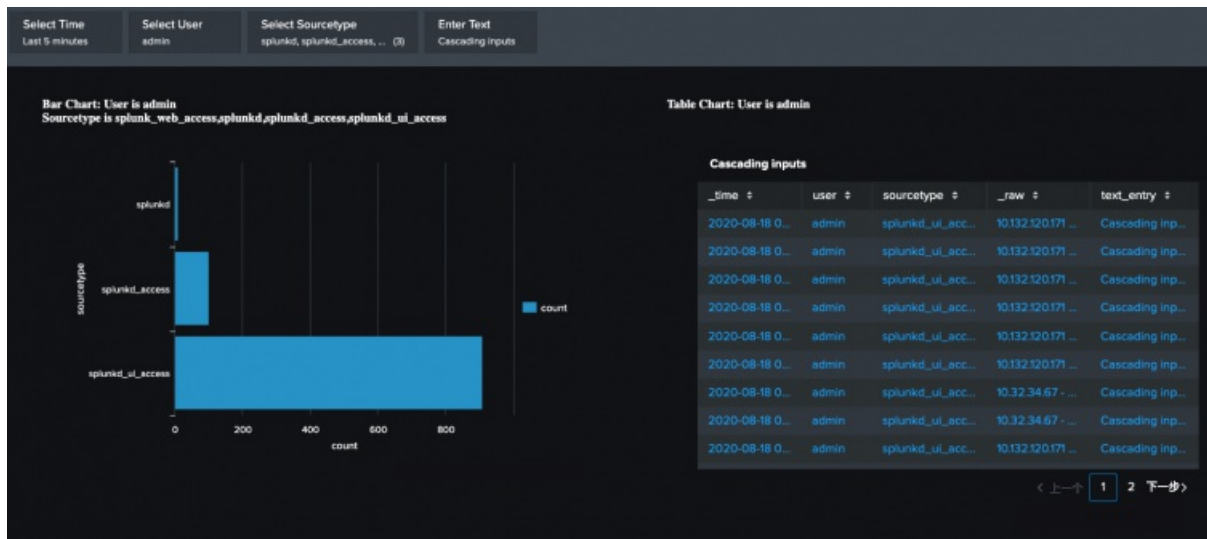 Select Time
Last 5 minutes
Select User
admin
Select Sourcetype
splunkd, splunkd_access, ... (3)
Enter Text
Cascading inputs
Bar Chart: User is admin
Sourcetype is splunk_web_access,splunkd,splunkd_access,splunkd_ui_access
sourcetype
splunkd
splunkd_access
splunkd_ui_access
0 200 400 600 800
count
count
Table Chart: User is admin
Cascading inputs
_time user sourcetype _raw text_entry
2020-08-18 0... admin splunkd_ui_acc... 10.132.120.171 ... Cascading inp...
2020-08-18 0... admin splunkd_ui_acc... 10.132.120.171 ... Cascading inp...
2020-08-18 0... admin splunkd_ui_acc... 10.132.120.171 ... Cascading inp...
2020-08-18 0... admin splunkd_ui_acc... 10.132.120.171 ... Cascading inp...
2020-08-18 0... admin splunkd_ui_acc... 10.132.120.171 ... Cascading inp...
2020-08-18 0... admin splunkd_ui_acc... 10.132.120.171 ... Cascading inp...
2020-08-18 0... admin splunkd_ui_acc... 10.32.34.67 - ... Cascading inp...
2020-08-18 0... admin splunkd_ui_acc... 10.32.34.67 - ... Cascading inp...
2020-08-18 0... admin splunkd_ui_acc... 10.132.120.171 ... Cascading inp...
‹ 上一个 1 2 下一步 ›